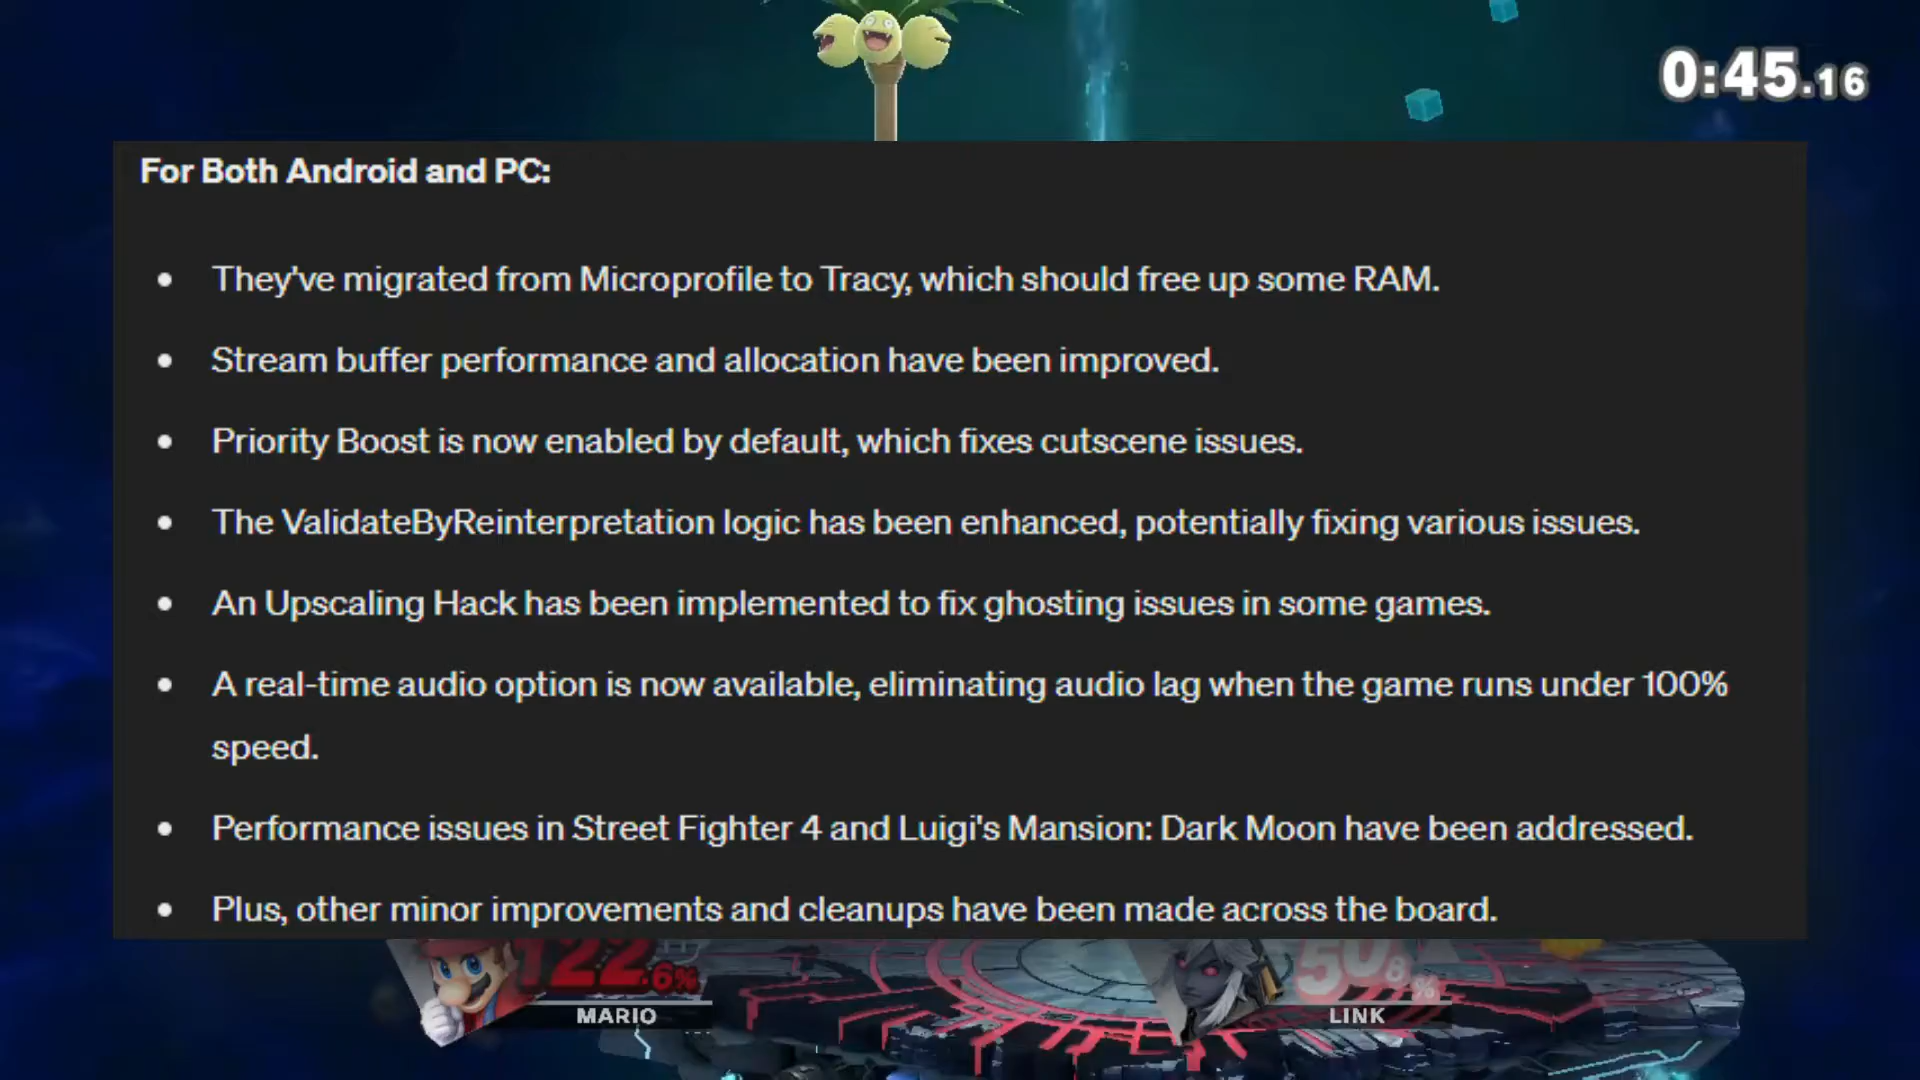 0:45.16
For Both Android and PC:
• They've migrated from Microprofile to Tracy, which should free up some RAM.
• Stream buffer performance and allocation have been improved.
• Priority Boost is now enabled by default, which fixes cutscene issues.
• The ValidateByReinterpretation logic has been enhanced, potentially fixing various issues.
• An Upscaling Hack has been implemented to fix ghosting issues in some games.
• A real-time audio option is now available, eliminating audio lag when the game runs under 100%
speed.
• Performance issues in Street Fighter 4 and Luigi's Mansion: Dark Moon have been addressed.
• Plus, other minor improvements and cleanups have been made across the board.
122.6% 50.8%
MARIO LINK